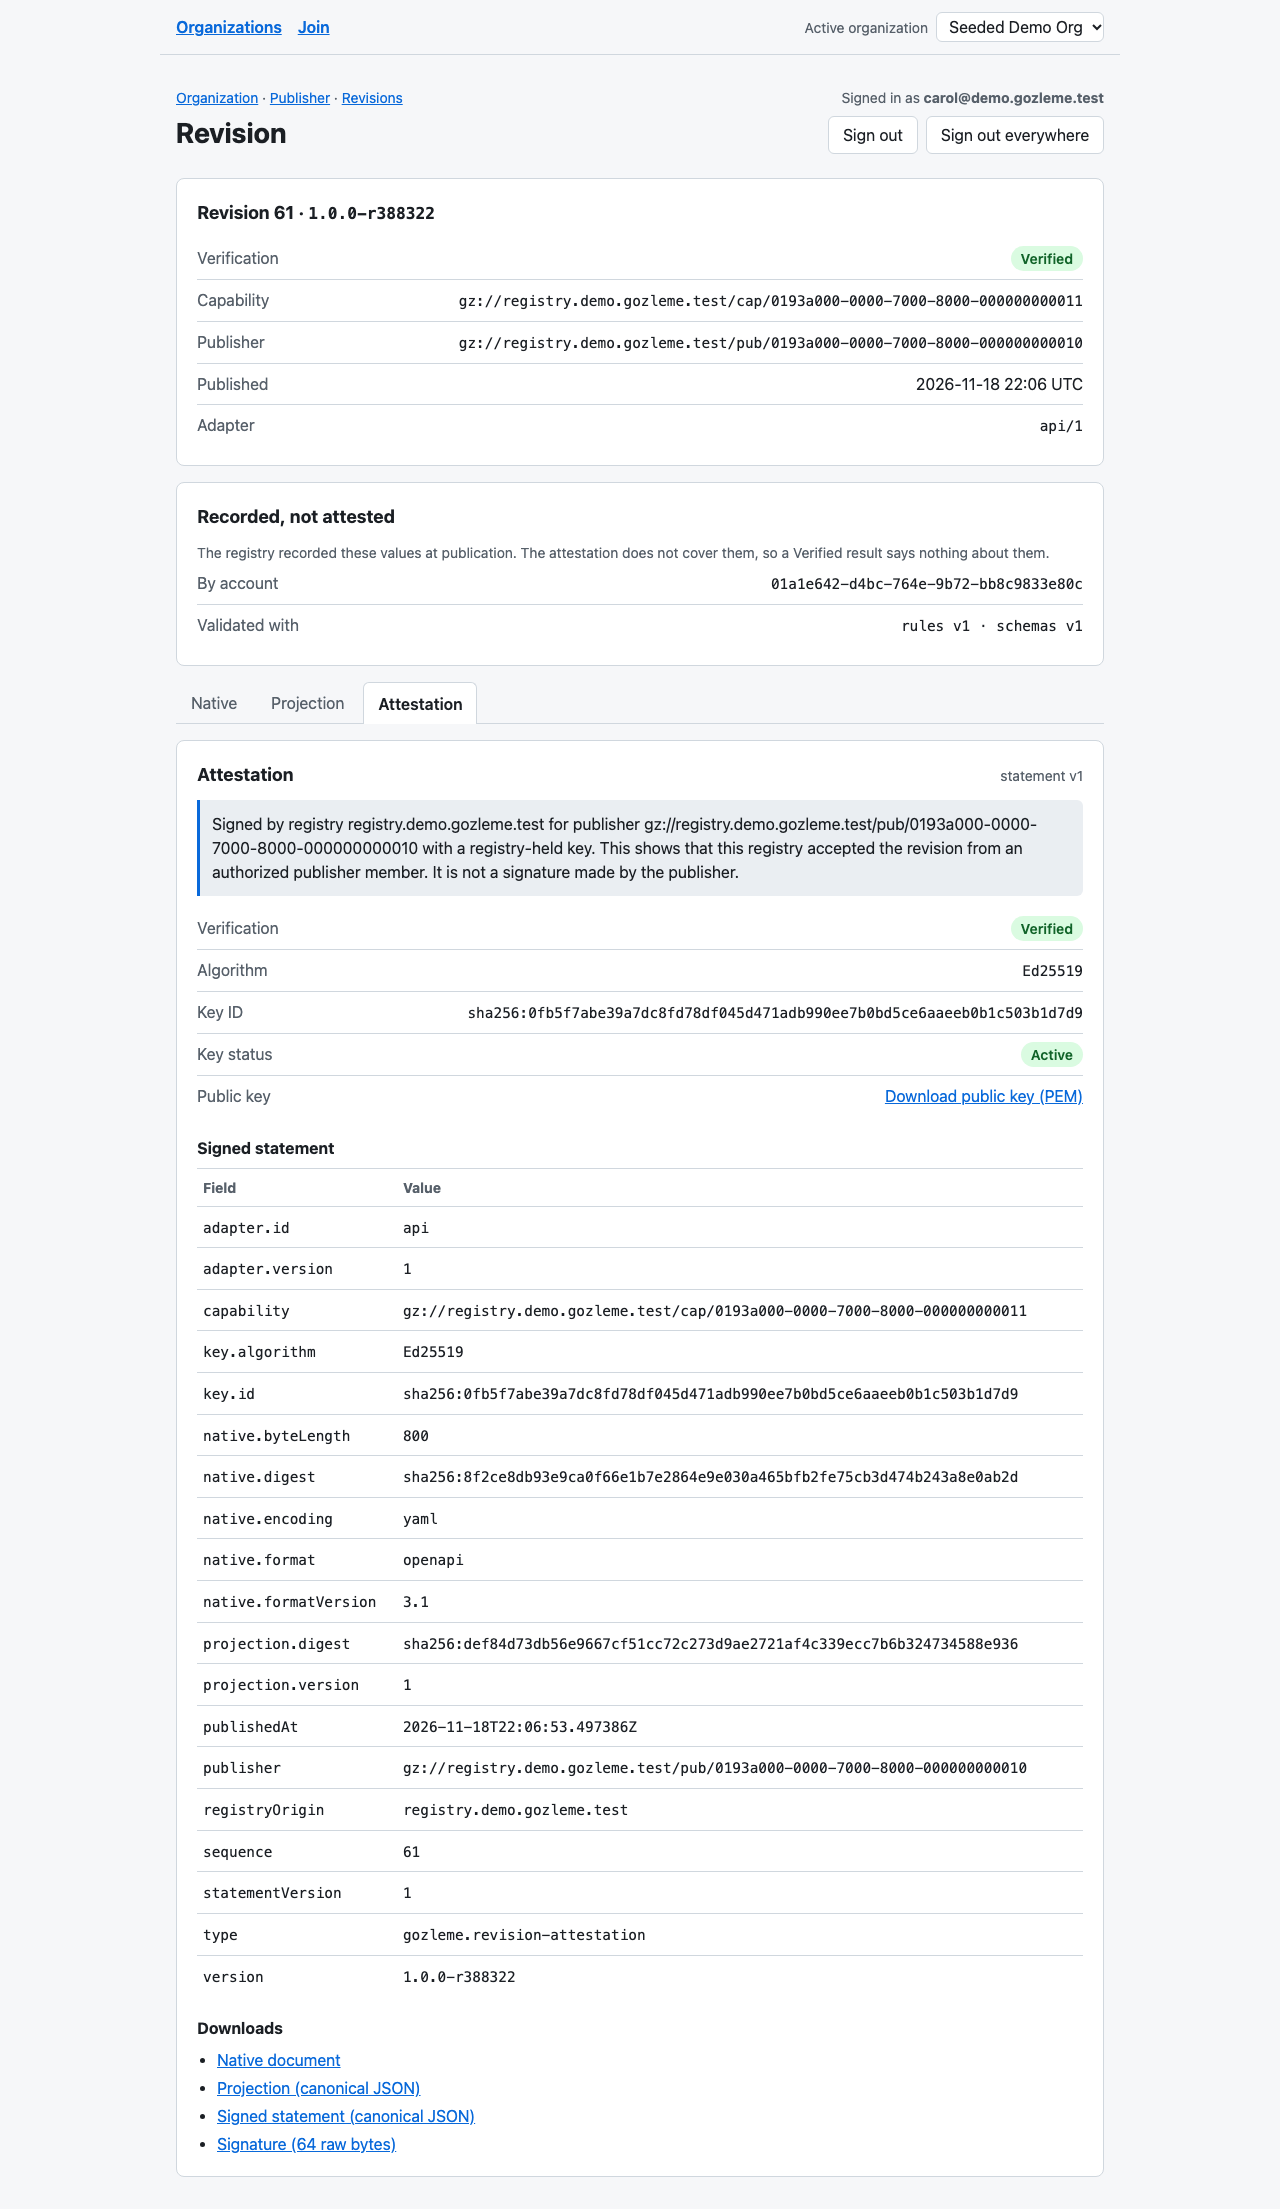 Organizations Join Active organization Seeded Demo Org
Organization · Publisher · Revisions Signed in as carol@demo.gozleme.test
Revision Sign out Sign out everywhere
Revision 61 · 1.0.0-r388322
Verification Verified
Capability gz://registry.demo.gozleme.test/cap/0193a000-0000-7000-8000-000000000011
Publisher gz://registry.demo.gozleme.test/pub/0193a000-0000-7000-8000-000000000010
Published 2026-11-18 22:06 UTC
Adapter api/1
Recorded, not attested
The registry recorded these values at publication. The attestation does not cover them, so a Verified result says nothing about them.
By account 01a1e642-d4bc-764e-9b72-bb8c9833e80c
Validated with rules v1 · schemas v1
Native Projection Attestation
Attestation statement v1
Signed by registry registry.demo.gozleme.test for publisher gz://registry.demo.gozleme.test/pub/0193a000-0000-
7000-8000-000000000010 with a registry-held key. This shows that this registry accepted the revision from an
authorized publisher member. It is not a signature made by the publisher.
Verification Verified
Algorithm Ed25519
Key ID sha256:0fb5f7abe39a7dc8fd78df045d471adb990ee7b0bd5ce6aaeeb0b1c503b1d7d9
Key status Active
Public key Download public key (PEM)
Signed statement
Field Value
adapter.id api
adapter.version 1
capability gz://registry.demo.gozleme.test/cap/0193a000-0000-7000-8000-000000000011
key.algorithm Ed25519
key.id sha256:0fb5f7abe39a7dc8fd78df045d471adb990ee7b0bd5ce6aaeeb0b1c503b1d7d9
native.byteLength 800
native.digest sha256:8f2ce8db93e9ca0f66e1b7e2864e9e030a465bfb2fe75cb3d474b243a8e0ab2d
native.encoding yaml
native.format openapi
native.formatVersion 3.1
projection.digest sha256:def84d73db56e9667cf51cc72c273d9ae2721af4c339ecc7b6b324734588e936
projection.version 1
publishedAt 2026-11-18T22:06:53.497386Z
publisher gz://registry.demo.gozleme.test/pub/0193a000-0000-7000-8000-000000000010
registryOrigin registry.demo.gozleme.test
sequence 61
statementVersion 1
type gozleme.revision-attestation
version 1.0.0-r388322
Downloads
• Native document
• Projection (canonical JSON)
• Signed statement (canonical JSON)
• Signature (64 raw bytes)